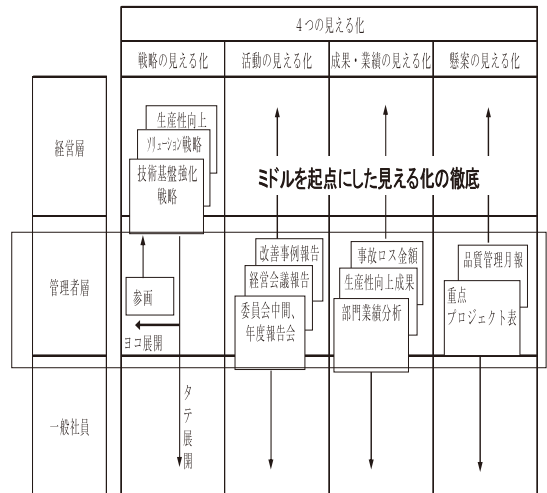 4つの見える化
戦略の見える化
活動の見える化
成果・業績の見える化
懸案の見える化
経営層
生産性向上
ソリューション戦略
技術基盤強化
戦略
ミドルを起点にした見える化の徹底
管理者層
参画
ヨコ展開
改善事例報告
経営会議報告
委員会中間、
年度報告会
事故ロス金額
生産性向上成果
部門業績分析
品質管理月報
重点
プロジェクト表
一般社員
タテ展開